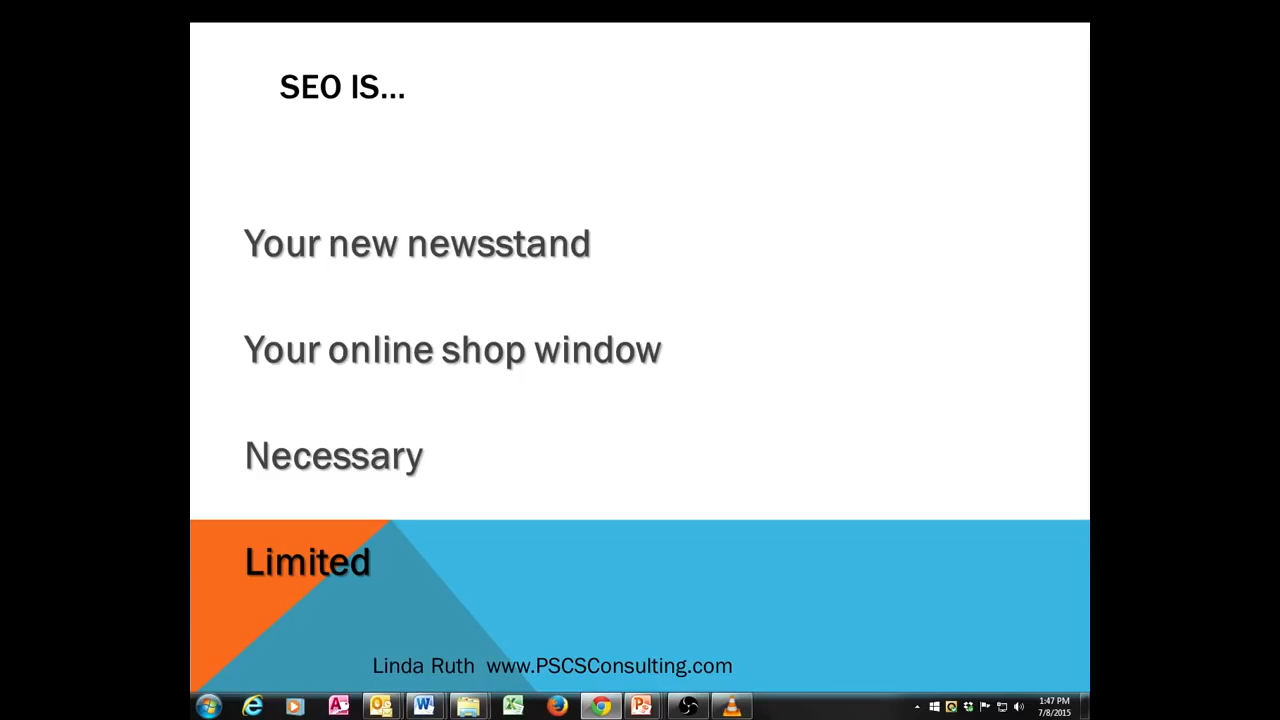 SEO IS...
Your new newsstand
Your online shop window
Necessary
Limited
Linda Ruth www.PSCSConsulting.com
1:47 PM
7/8/2015